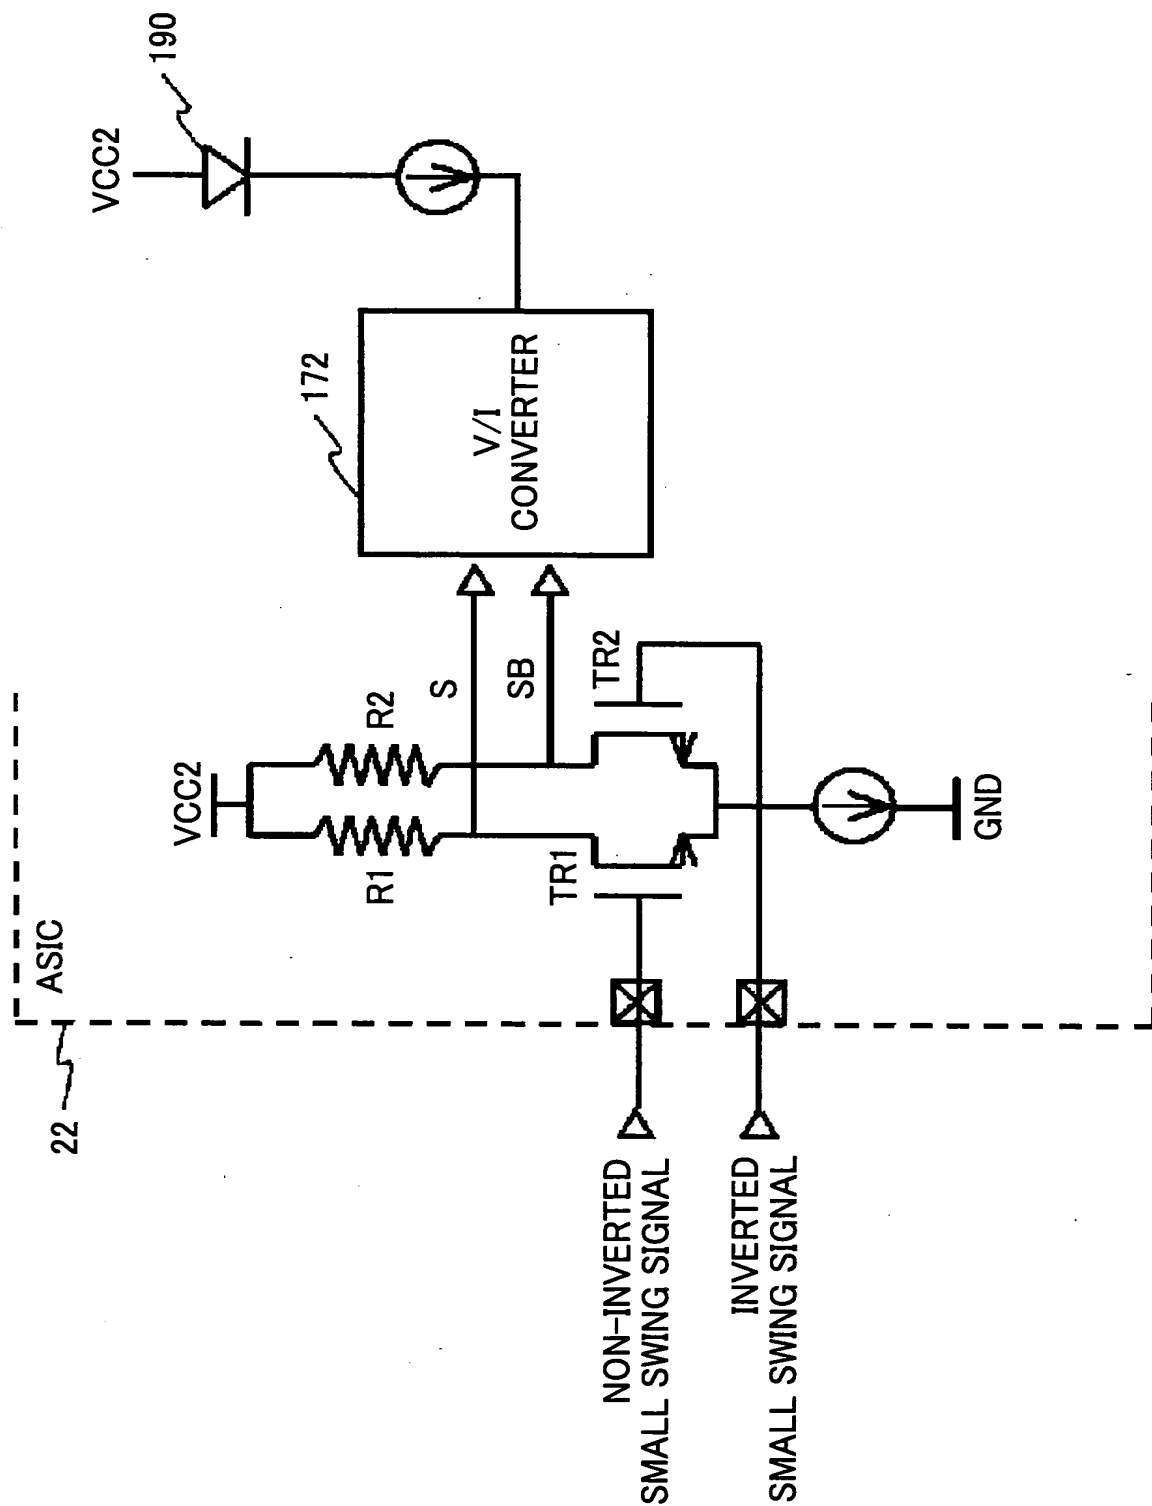 22
ASIC
NON-INVERTED
SMALL SWING SIGNAL
INVERTED
SMALL SWING SIGNAL
VCC2
R1
R2
TR1
TR2
S
SB
GND
172
V/I
CONVERTER
VCC2
190